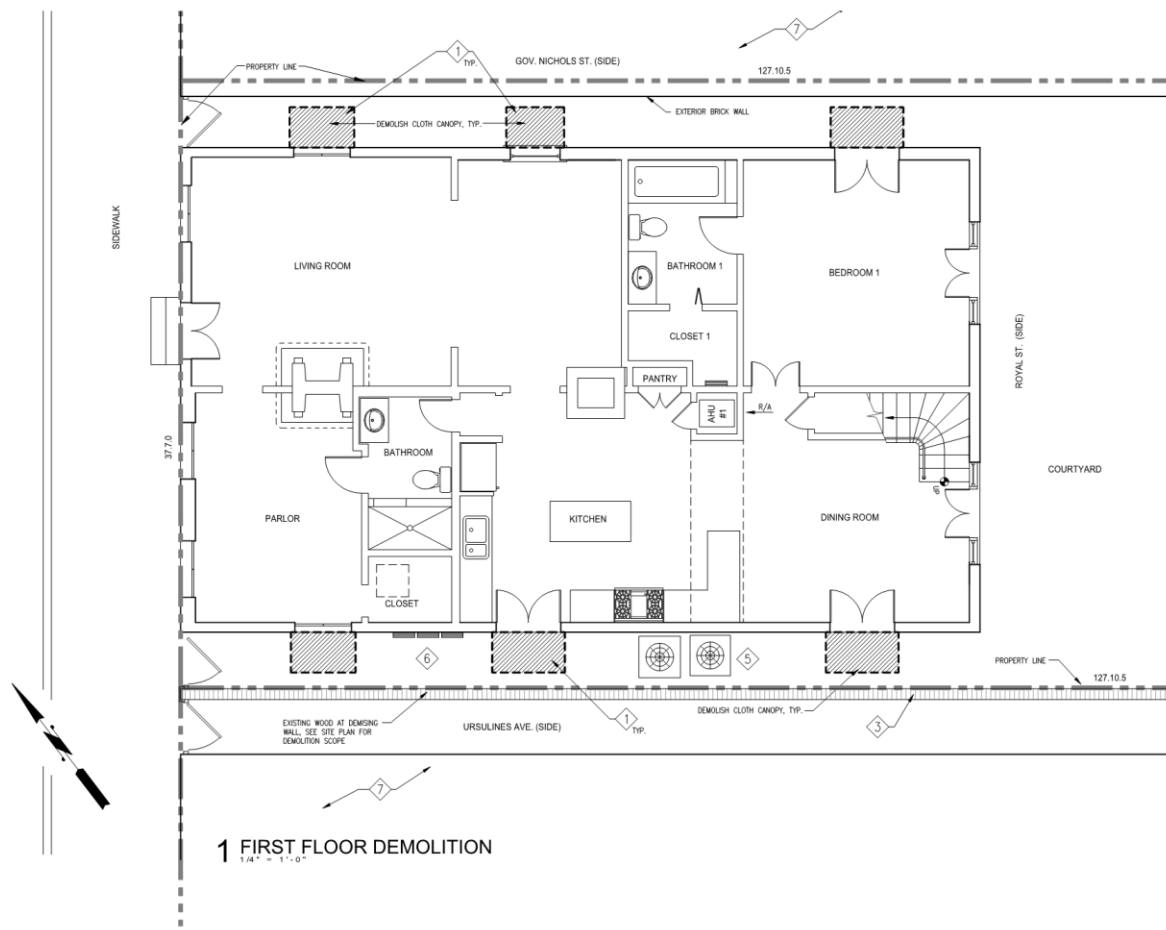 7
1
TYP.
GOV. NICHOLS ST. (SIDE)
PROPERTY LINE
127.10.5
EXTERIOR BRICK WALL
DEMOLISH CLOTH CANOPY, TYP.
SIDEWALK
LIVING ROOM
BATHROOM 1
BEDROOM 1
CLOSET 1
ROYAL ST. (SIDE)
PANTRY
AHU
#1
R/A
37.7.0
BATHROOM
COURTYARD
UP
PARLOR
KITCHEN
DINING ROOM
CLOSET
6
5
PROPERTY LINE
127.10.5
EXISTING WOOD AT DEMISING
WALL, SEE SITE PLAN FOR
DEMOLITION SCOPE
URSULINES AVE. (SIDE)
1
TYP.
DEMOLISH CLOTH CANOPY, TYP.
3
7
1 FIRST FLOOR DEMOLITION
1/4" = 1'-0"